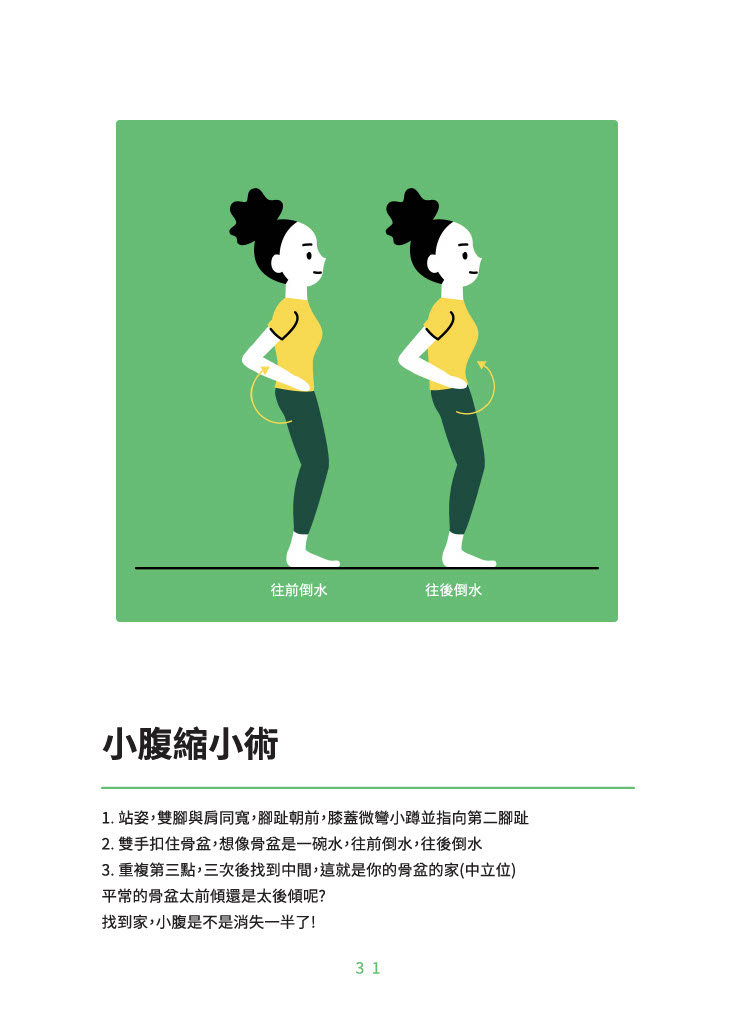 往前倒水
往後倒水
小腹縮小術
1. 站姿,雙腳與肩同寬,腳趾朝前,膝蓋微彎小蹲並指向第二腳趾
2. 雙手扣住骨盆,想像骨盆是一碗水,往前倒水,往後倒水
3. 重複第三點,三次後找到中間,這就是你的骨盆的家(中立位)
平常的骨盆太前傾還是太後傾呢?
找到家,小腹是不是消失一半了!
31